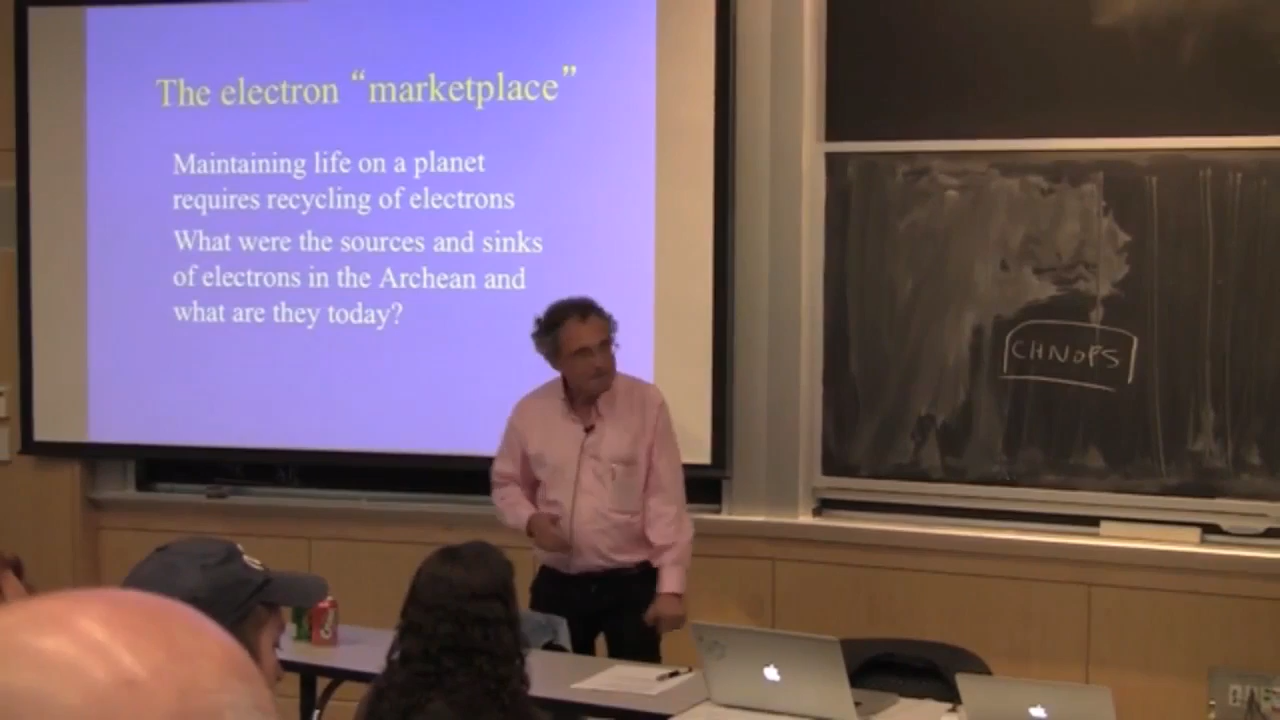 The electron “marketplace”
Maintaining life on a planet
requires recycling of electrons
What were the sources and sinks
of electrons in the Archean and
what are they today?
CHNOPS